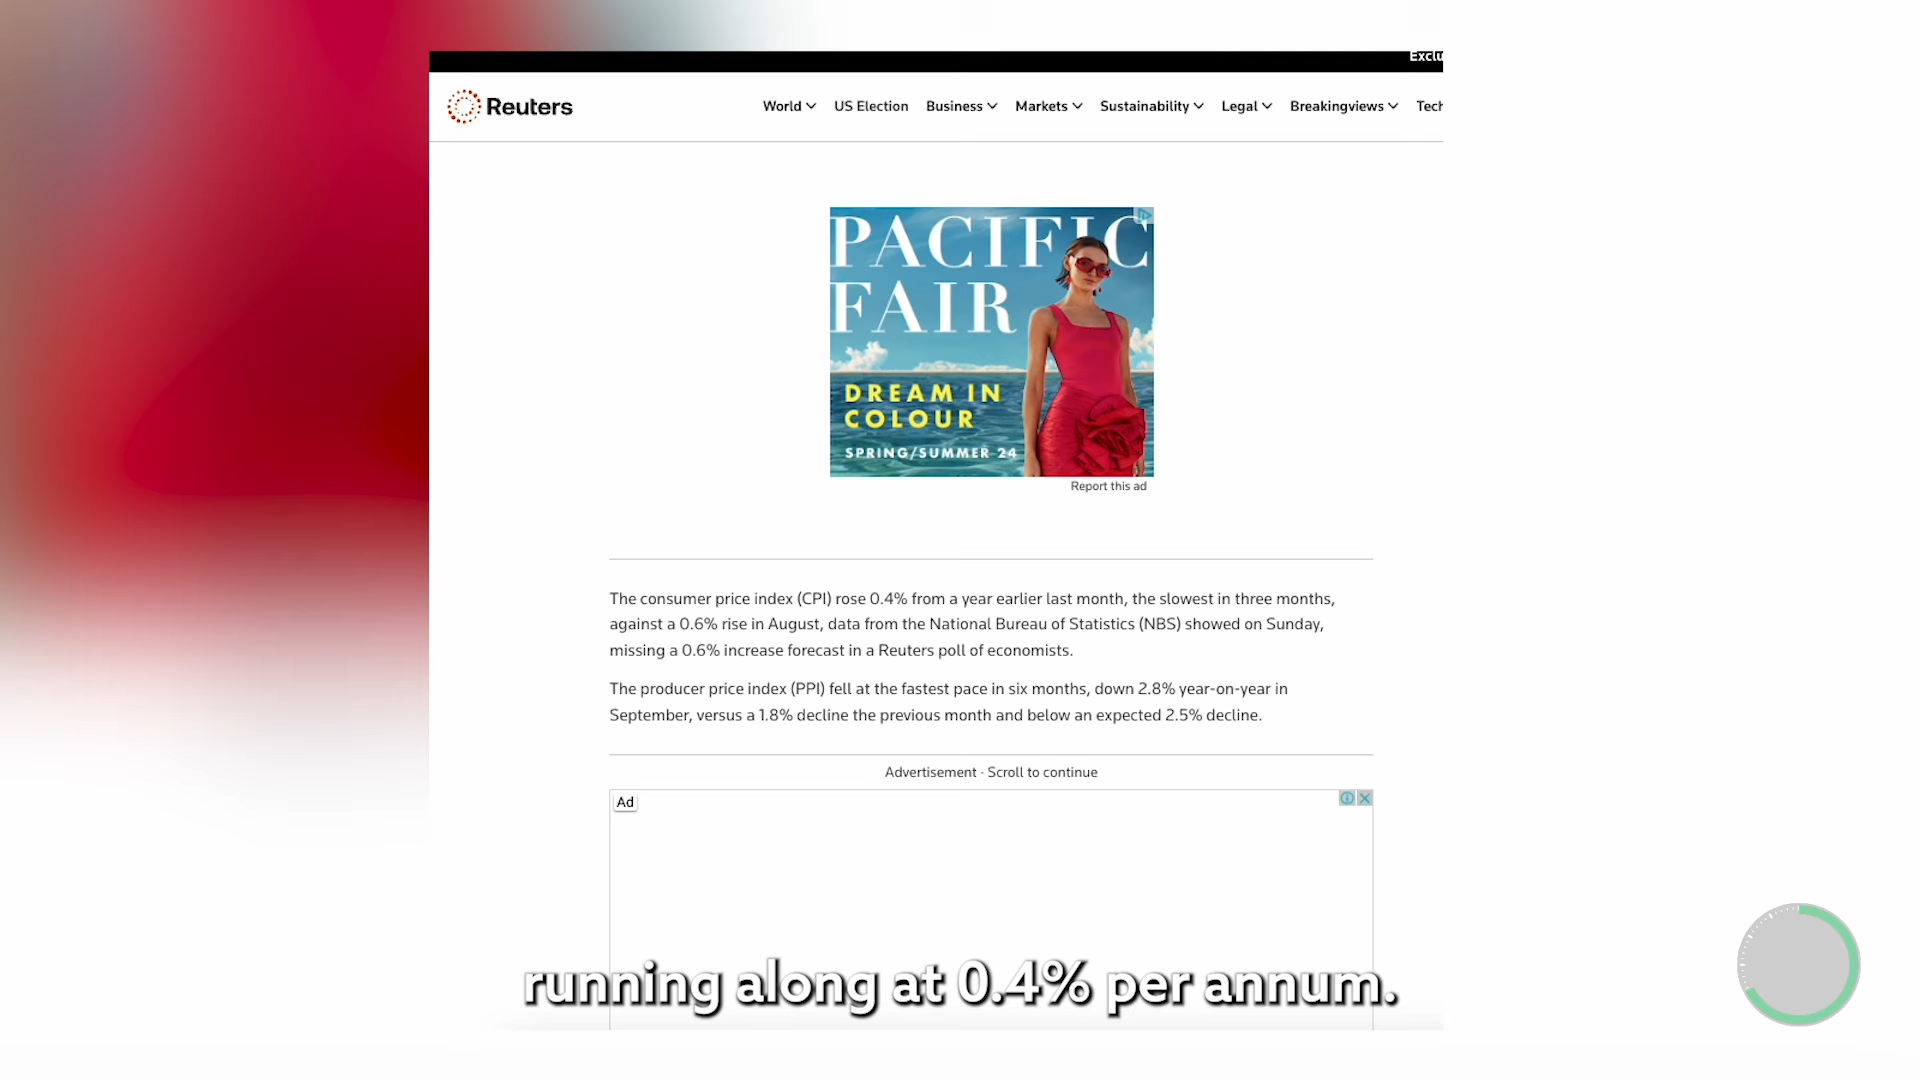 Exclu
Reuters
World US Election Business Markets Sustainability Legal Breakingviews Tech
PACIFIC
FAIR
DREAM IN
COLOUR
SPRING/SUMMER 24
Report this ad
The consumer price index (CPI) rose 0.4% from a year earlier last month, the slowest in three months,
against a 0.6% rise in August, data from the National Bureau of Statistics (NBS) showed on Sunday,
missing a 0.6% increase forecast in a Reuters poll of economists.
The producer price index (PPI) fell at the fastest pace in six months, down 2.8% year-on-year in
September, versus a 1.8% decline the previous month and below an expected 2.5% decline.
Advertisement · Scroll to continue
Ad
running along at 0.4% per annum.